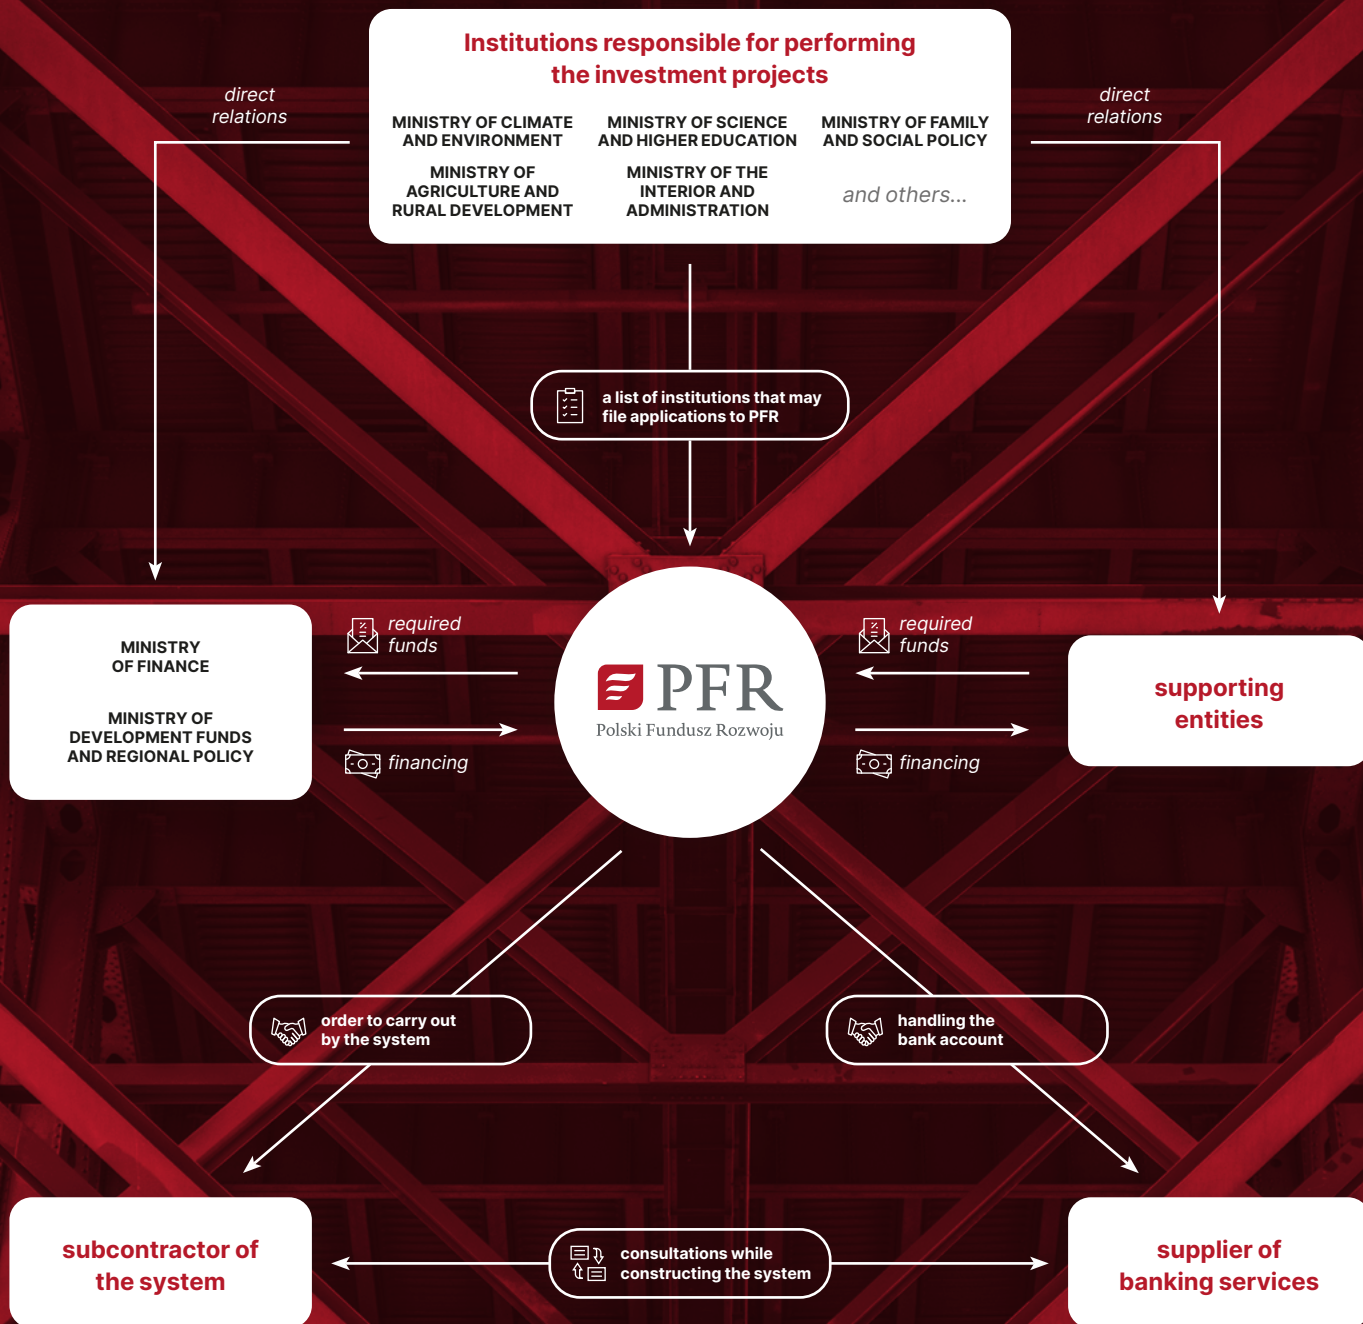 Institutions responsible for performing
the investment projects
direct
relations
direct
relations
MINISTRY OF CLIMATE
AND ENVIRONMENT
MINISTRY OF SCIENCE
AND HIGHER EDUCATION
MINISTRY OF FAMILY
AND SOCIAL POLICY
MINISTRY OF
AGRICULTURE AND
RURAL DEVELOPMENT
MINISTRY OF THE
INTERIOR AND
ADMINISTRATION
and others...
a list of institutions that may
file applications to PFR
MINISTRY
OF FINANCE
MINISTRY OF
DEVELOPMENT FUNDS
AND REGIONAL POLICY
required
funds
financing
PFR
Polski Fundusz Rozwoju
required
funds
financing
supporting
entities
order to carry out
by the system
handling the
bank account
subcontractor of
the system
consultations while
constructing the system
supplier of
banking services